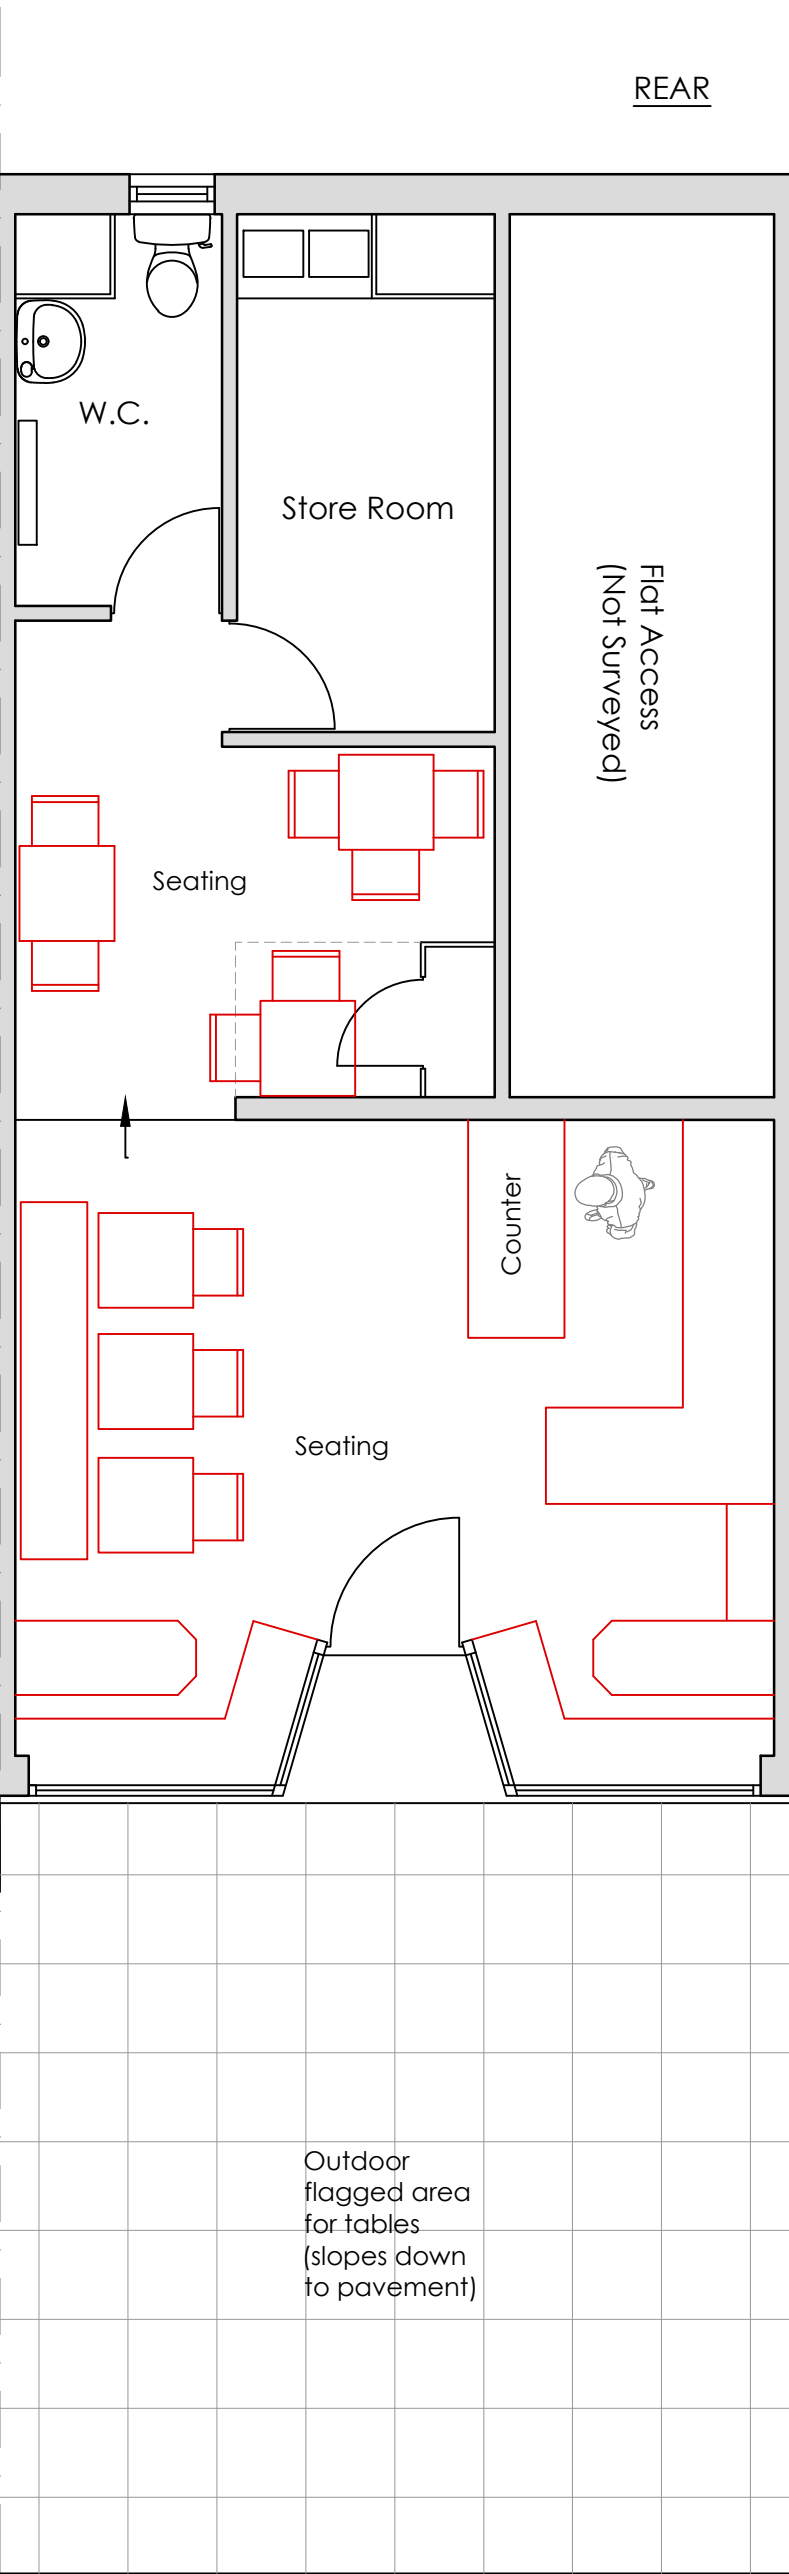 REAR
W.C.
Store Room
Flat Access
(Not Surveyed)
Seating
Counter
Seating
Outdoor
flagged area
for tables
(slopes down
to pavement)